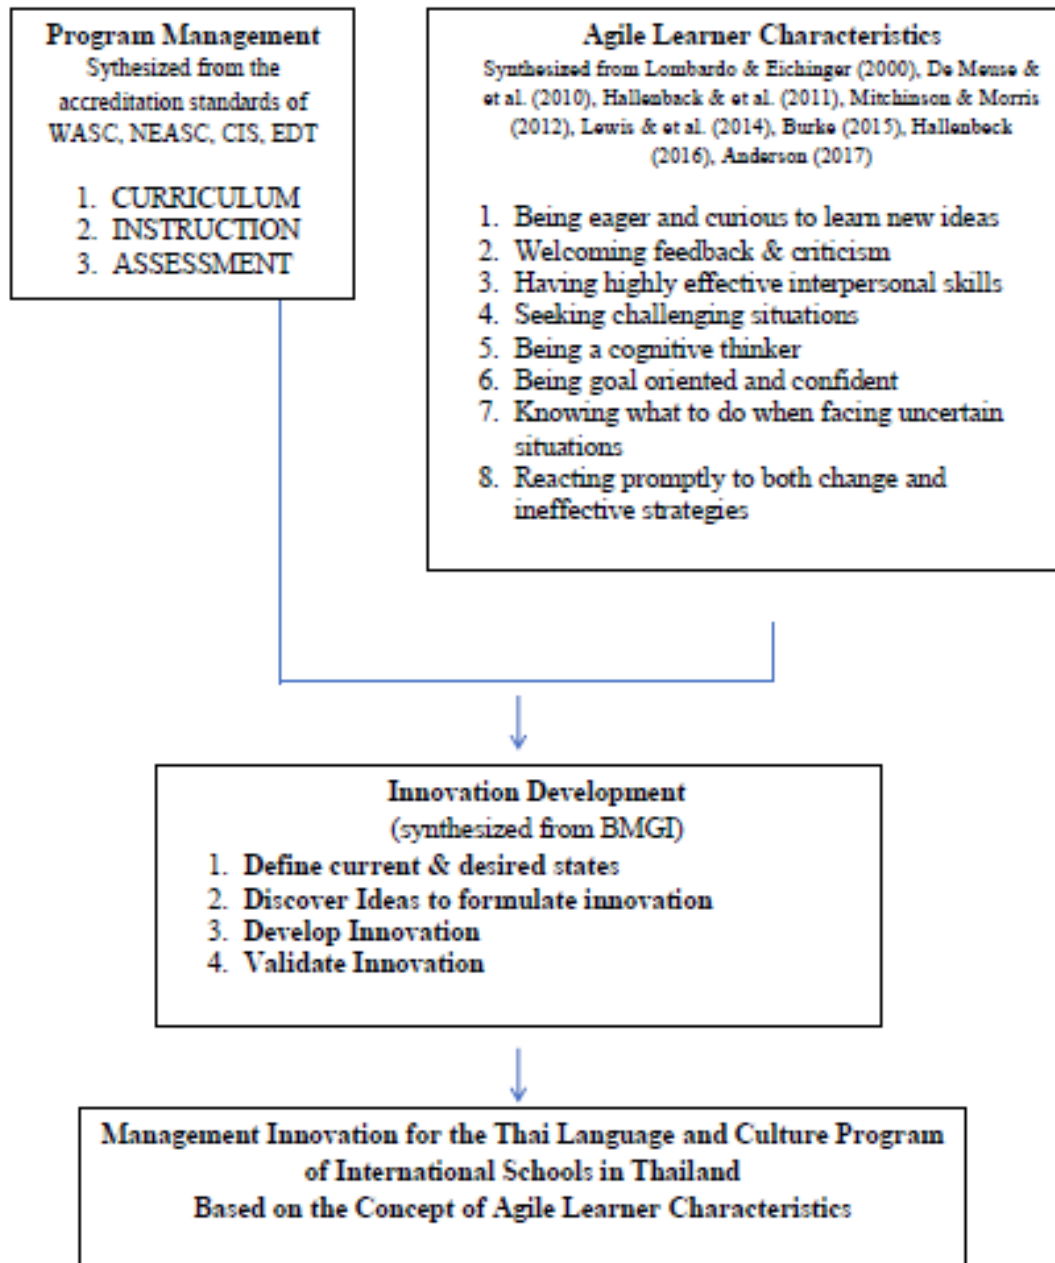 Program Management
Sythesized from the
accreditation standards of
WASC, NEASC, CIS, EDT
1. CURRICULUM
2. INSTRUCTION
3. ASSESSMENT
Agile Learner Characteristics
Synthesized from Lombardo & Eichinger (2000), De Meuse &
et al. (2010), Hallenback & et al. (2011), Mitchinson & Morris
(2012), Lewis & et al. (2014), Burke (2015), Hallenbeck
(2016), Anderson (2017)
1. Being eager and curious to learn new ideas
2. Welcoming feedback & criticism
3. Having highly effective interpersonal skills
4. Seeking challenging situations
5. Being a cognitive thinker
6. Being goal oriented and confident
7. Knowing what to do when facing uncertain
situations
8. Reacting promptly to both change and
ineffective strategies
Innovation Development
(synthesized from BMGI)
1. Define current & desired states
2. Discover Ideas to formulate innovation
3. Develop Innovation
4. Validate Innovation
Management Innovation for the Thai Language and Culture Program
of International Schools in Thailand
Based on the Concept of Agile Learner Characteristics